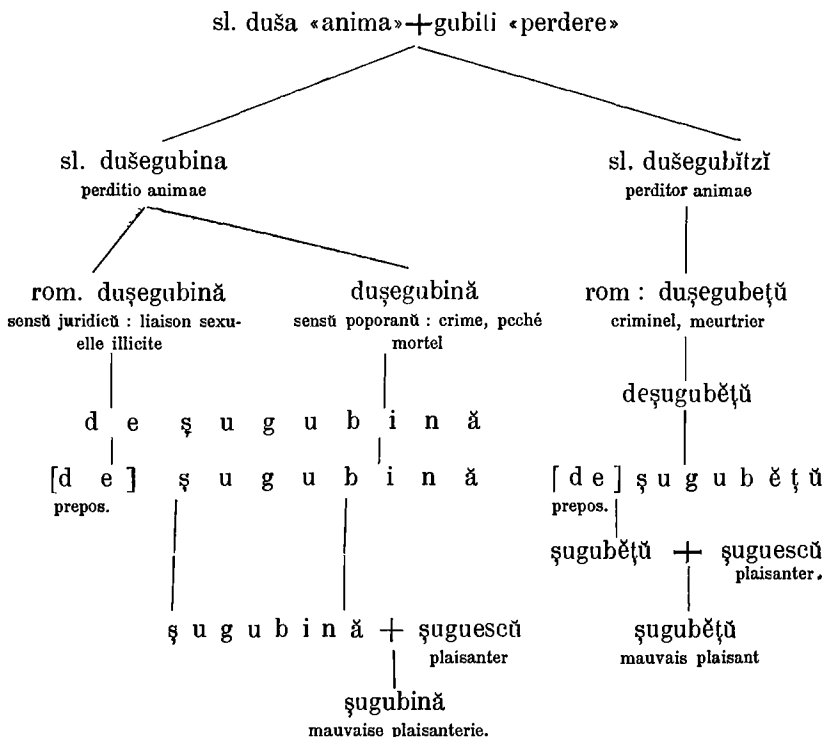 sl. duša «anima»+gubili «perdere»
sl. dušegubina sl. dušegubĭtzĭ
perditio animae perditor animae
rom. dușegubină dușegubină rom : dușegubețŭ
sensŭ juridicŭ : liaison sexu- sensŭ poporanŭ : crime, pcché criminel, meurtrier
elle illicite mortel
deșugubĕțŭ
d e ș u g u b i n ă
[d e] ș u g u b i n ă [ d e ] ș u g u b ĕ ț ŭ
prepos. prepos.
șugubĕțŭ + șuguescŭ
plaisanter.
ș u g u b i n ă + șuguescŭ șugubĕțŭ
plaisanter mauvais plaisant
șugubină
mauvaise plaisanterie.